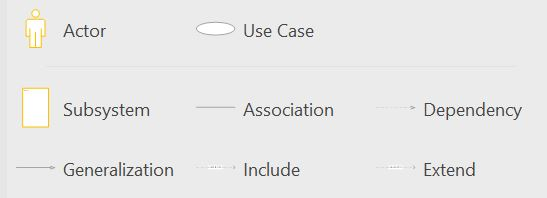 Actor Use Case
Subsystem Association Dependency
Generalization Include Extend